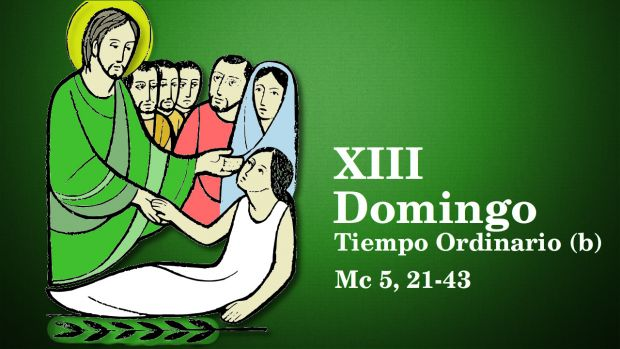 XIII
Domingo
Tiempo Ordinario (b)
Mc 5, 21-43